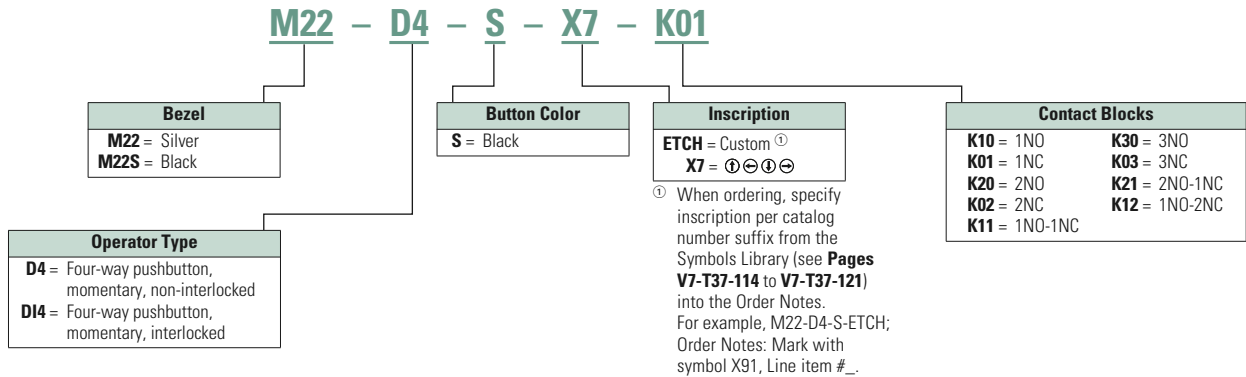 M22 – D4 – S – X7 – K01
Bezel
M22 = Silver
M22S = Black
Operator Type
D4 = Four-way pushbutton,
momentary, non-interlocked
DI4 = Four-way pushbutton,
momentary, interlocked
Button Color
S = Black
Inscription
ETCH = Custom ①
X7 = ⬆⬅⬇➡
① When ordering, specify
inscription per catalog
number suffix from the
Symbols Library (see Pages
V7-T37-114 to V7-T37-121)
into the Order Notes.
For example, M22-D4-S-ETCH;
Order Notes: Mark with
symbol X91, Line item #_.
Contact Blocks
K10 = 1NO
K01 = 1NC
K20 = 2NO
K02 = 2NC
K11 = 1NO-1NC
K30 = 3NO
K03 = 3NC
K21 = 2NO-1NC
K12 = 1NO-2NC